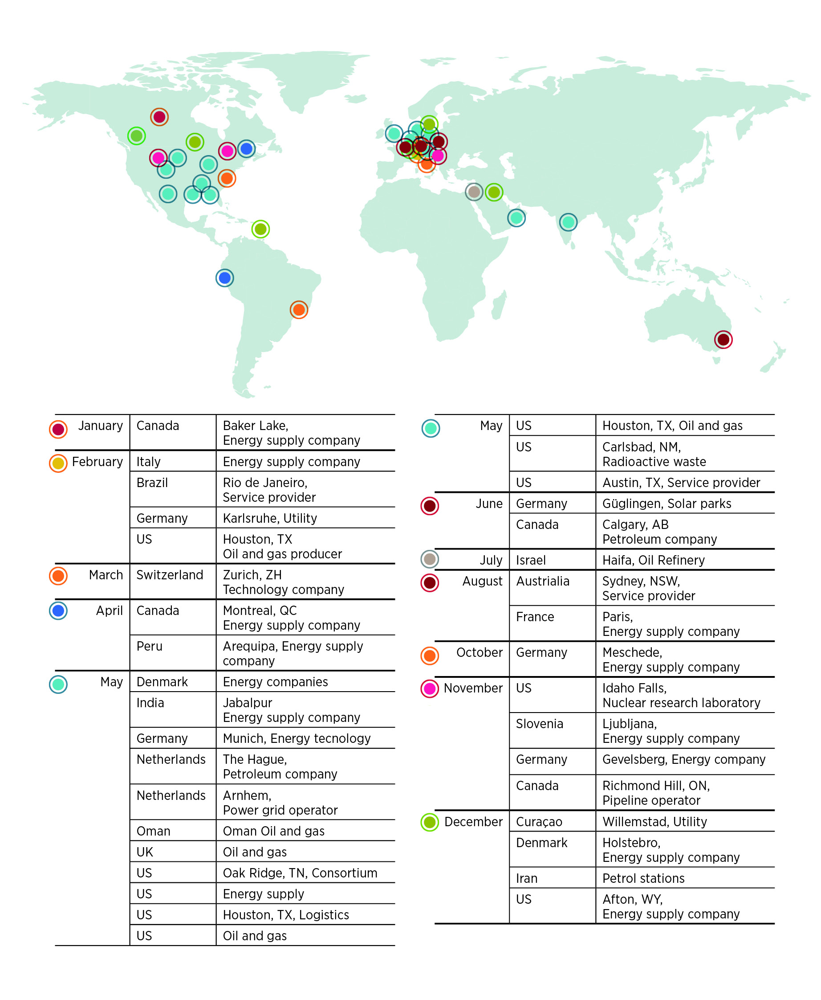 January Canada Baker Lake,
Energy supply company
February Italy Energy supply company
Brazil Rio de Janeiro,
Service provider
Germany Karlsruhe, Utility
US Houston, TX
Oil and gas producer
March Switzerland Zurich, ZH
Technology company
April Canada Montreal, QC
Energy supply company
Peru Arequipa, Energy supply
company
May Denmark Energy companies
India Jabalpur
Energy supply company
Germany Munich, Energy tecnology
Netherlands The Hague,
Petroleum company
Netherlands Arnhem,
Power grid operator
Oman Oman Oil and gas
UK Oil and gas
US Oak Ridge, TN, Consortium
US Energy supply
US Houston, TX, Logistics
US Oil and gas
May US Houston, TX, Oil and gas
US Carlsbad, NM,
Radioactive waste
US Austin, TX, Service provider
June Germany Güglingen, Solar parks
Canada Calgary, AB
Petroleum company
July Israel Haifa, Oil Refinery
August Austrialia Sydney, NSW,
Service provider
France Paris,
Energy supply company
October Germany Meschede,
Energy supply company
November US Idaho Falls,
Nuclear research laboratory
Slovenia Ljubljana,
Energy supply company
Germany Gevelsberg, Energy company
Canada Richmond Hill, ON,
Pipeline operator
December Curaçao Willemstad, Utility
Denmark Holstebro,
Energy supply company
Iran Petrol stations
US Afton, WY,
Energy supply company